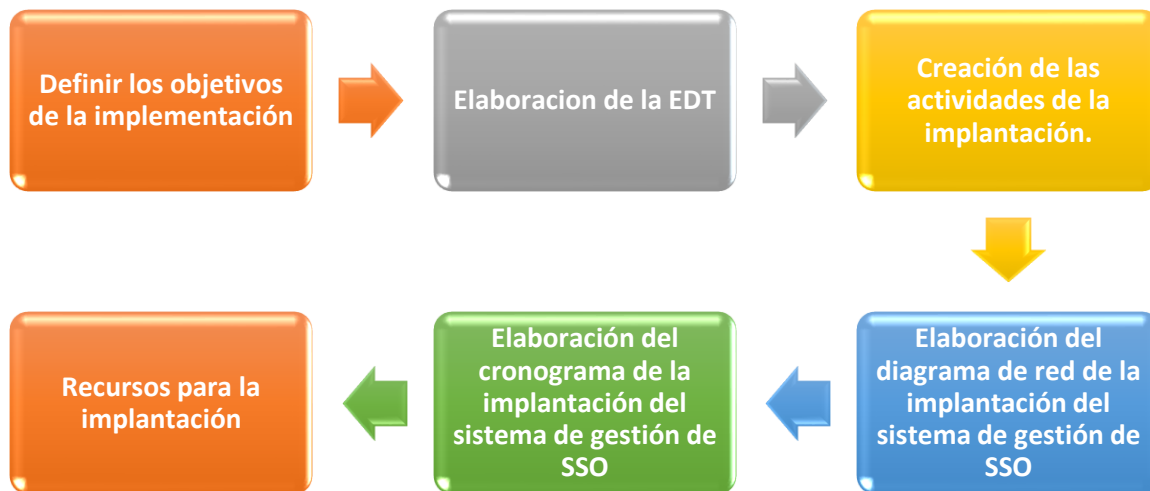 Definir los objetivos
de la implementación
Elaboracion de la EDT
Creación de las
actividades de la
implantación.
Elaboración del
diagrama de red de la
implantación del
sistema de gestión de
SSO
Elaboración del
cronograma de la
implantación del
sistema de gestión de
SSO
Recursos para la
implantación